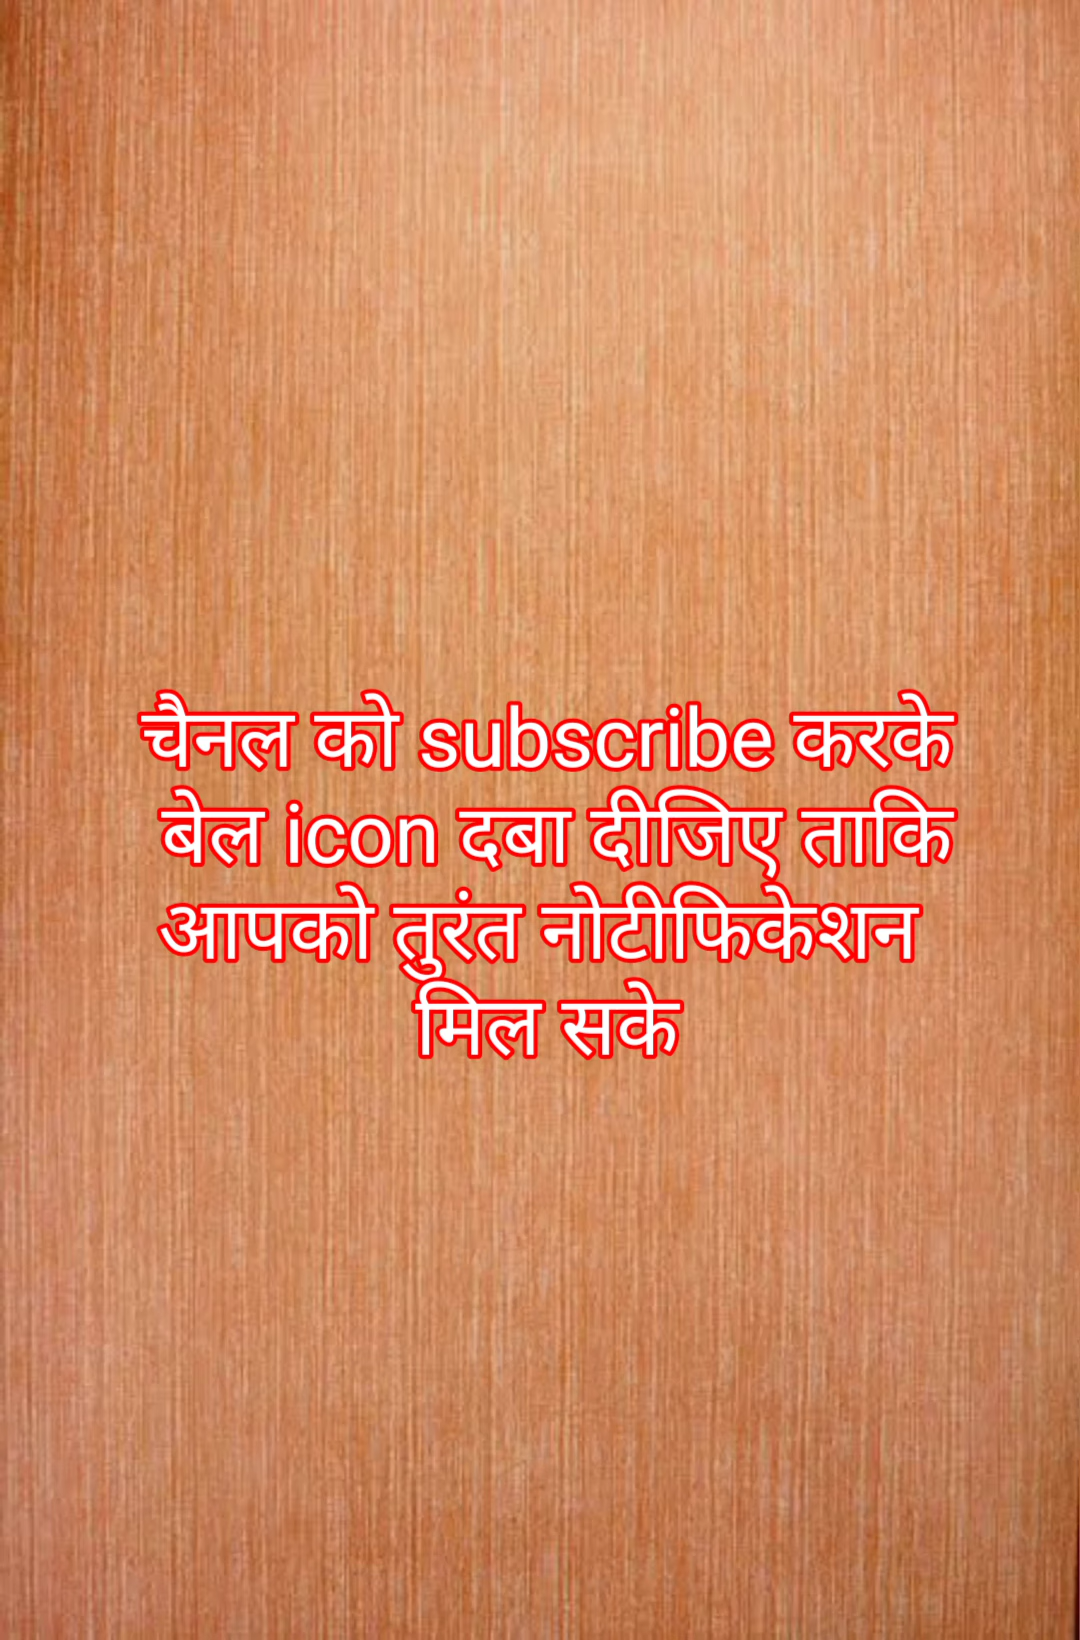 चैनल को subscribe करके
बेल icon दबा दीजिए ताकि
आपको तुरंत नोटीफिकेशन
मिल सके